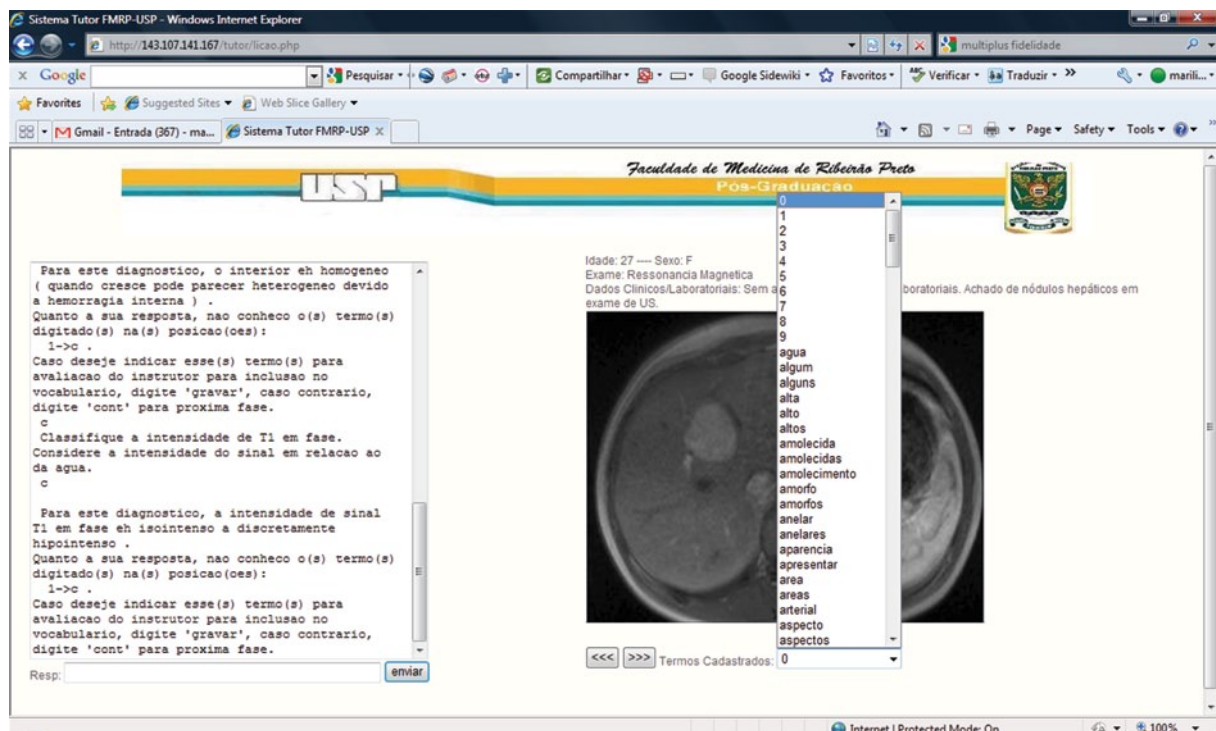 Sistema Tutor FMRP-USP - Windows Internet Explorer
http://143.107.141.167/tutor/licao.php
multiplus fidelidade
x Google
Pesquisar
Compartilhar
Google Sidewiki
Favoritos
Verificar
Traduzir
marili...
Favorites
Suggested Sites
Web Slice Gallery
Gmail - Entrada (367) - ma...
Sistema Tutor FMRP-USP
Page
Safety
Tools
USP
Faculdade de Medicina de Ribeirão Preto
Pós-Graduacão
Para este diagnostico, o interior eh homogeneo
( quando cresce pode parecer heterogeneo devido
a hemorragia interna ) .
Quanto a sua resposta, nao conheco o(s) termo(s)
digitado(s) na(s) posicao(oes):
1->c .
Caso deseje indicar esse(s) termo(s) para
avaliacao do instrutor para inclusao no
vocabulario, digite 'gravar', caso contrario,
digite 'cont' para proxima fase.
c
Classifique a intensidade de T1 em fase.
Considere a intensidade do sinal em relacao ao
da agua.
c
Para este diagnostico, a intensidade de sinal
T1 em fase eh isointenso a discretamente
hipointenso .
Quanto a sua resposta, nao conheco o(s) termo(s)
digitado(s) na(s) posicao(oes):
1->c .
Caso deseje indicar esse(s) termo(s) para
avaliacao do instrutor para inclusao no
vocabulario, digite 'gravar', caso contrario,
digite 'cont' para proxima fase.
Resp:
enviar
Idade: 27 ---- Sexo: F
Exame: Ressonancia Magnetica
Dados Clinicos/Laboratoriais: Sem a
boratoriais. Achado de nódulos hepáticos em
exame de US.
0
1
2
3
4
5
6
7
8
9
agua
algum
alguns
alta
alto
altos
amolecida
amolecidas
amolecimento
amorfo
amorfos
anelar
anelares
aparencia
apresentar
area
areas
arterial
aspecto
aspectos
<<< >>> Termos Cadastrados: 0
Internet | Protected Mode: On
100%